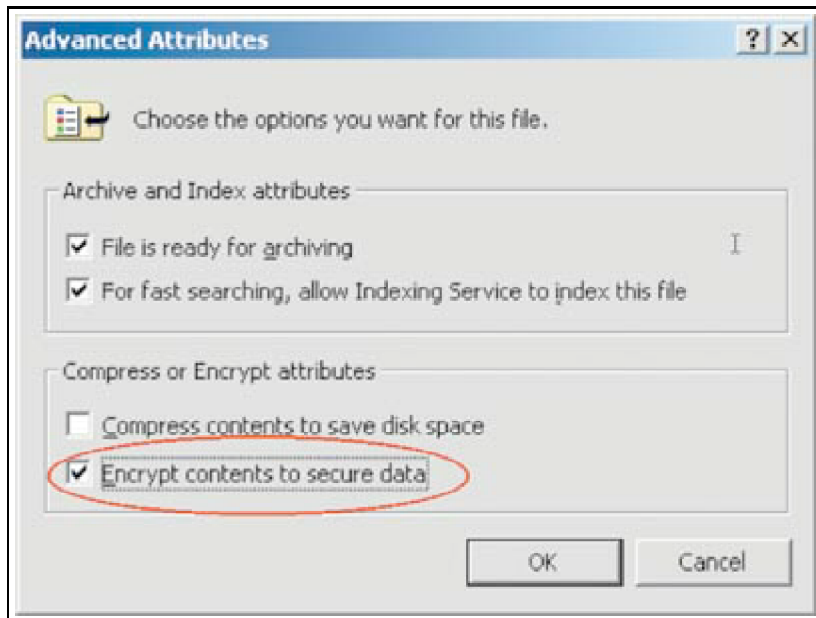 Advanced Attributes
Choose the options you want for this file.
Archive and Index attributes
File is ready for archiving
For fast searching, allow Indexing Service to index this file
Compress or Encrypt attributes
Compress contents to save disk space
Encrypt contents to secure data
OK
Cancel